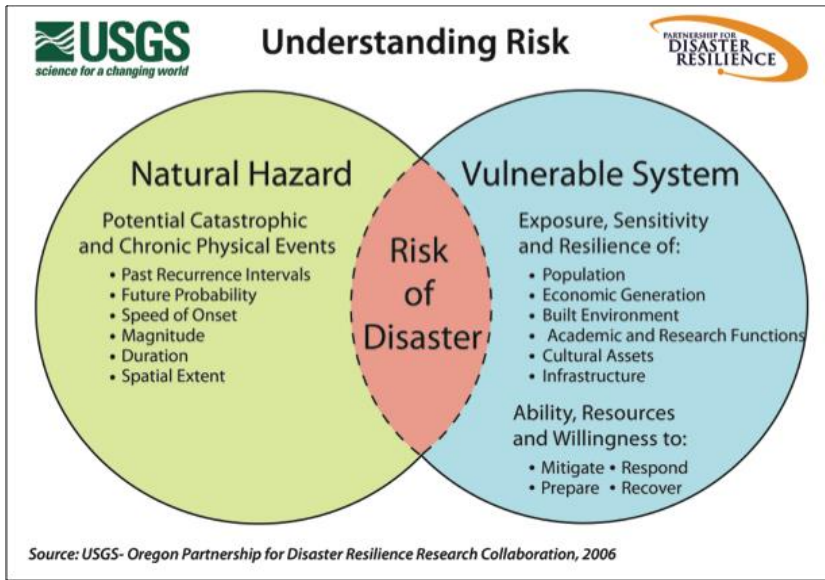 USGS
science for a changing world
Understanding Risk
PARTNERSHIP FOR
DISASTER
RESILIENCE
Natural Hazard
Potential Catastrophic
and Chronic Physical Events
• Past Recurrence Intervals
• Future Probability
• Speed of Onset
• Magnitude
• Duration
• Spatial Extent
Risk
of
Disaster
Vulnerable System
Exposure, Sensitivity
and Resilience of:
• Population
• Economic Generation
• Built Environment
• Academic and Research Functions
• Cultural Assets
• Infrastructure
Ability, Resources
and Willingness to:
• Mitigate • Respond
• Prepare • Recover
Source: USGS- Oregon Partnership for Disaster Resilience Research Collaboration, 2006